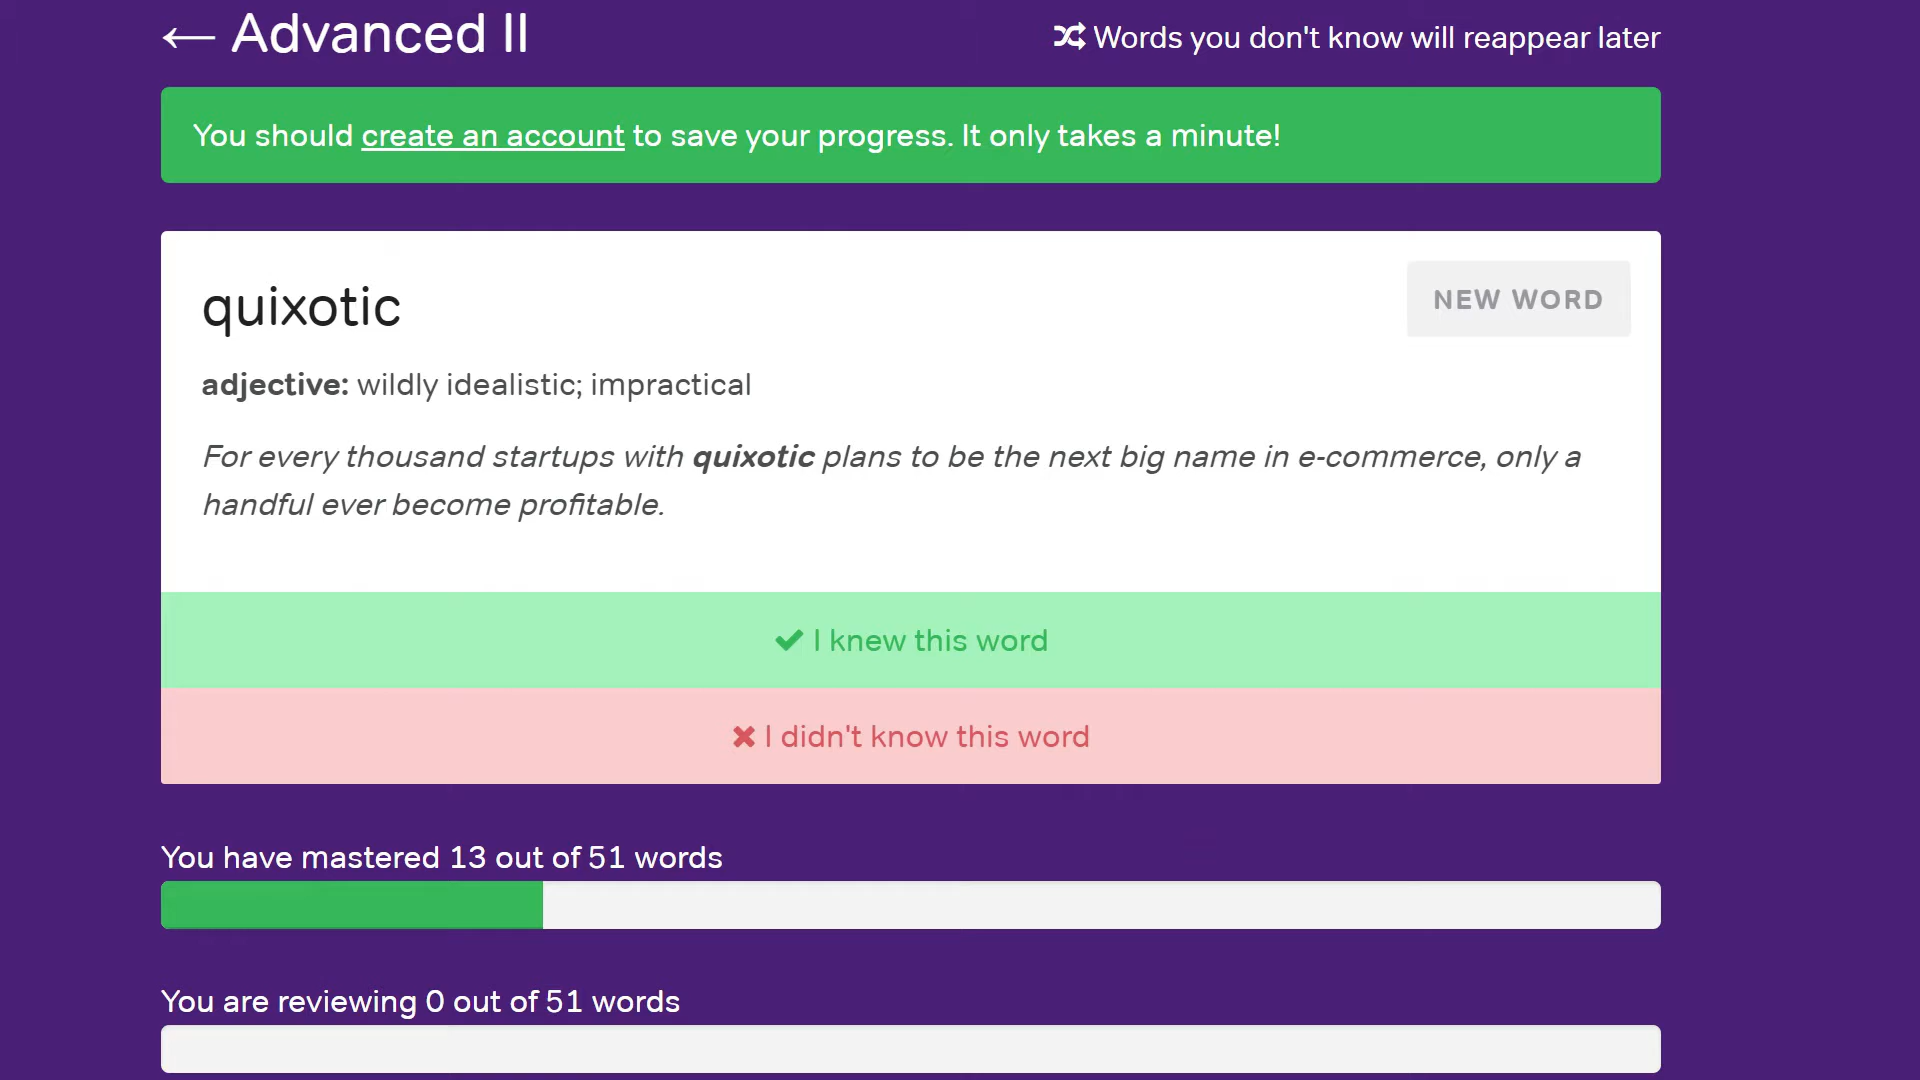 ← Advanced II
Words you don't know will reappear later
You should create an account to save your progress. It only takes a minute!
quixotic
NEW WORD
adjective: wildly idealistic; impractical
For every thousand startups with quixotic plans to be the next big name in e-commerce, only a
handful ever become profitable.
I knew this word
I didn't know this word
You have mastered 13 out of 51 words
You are reviewing 0 out of 51 words